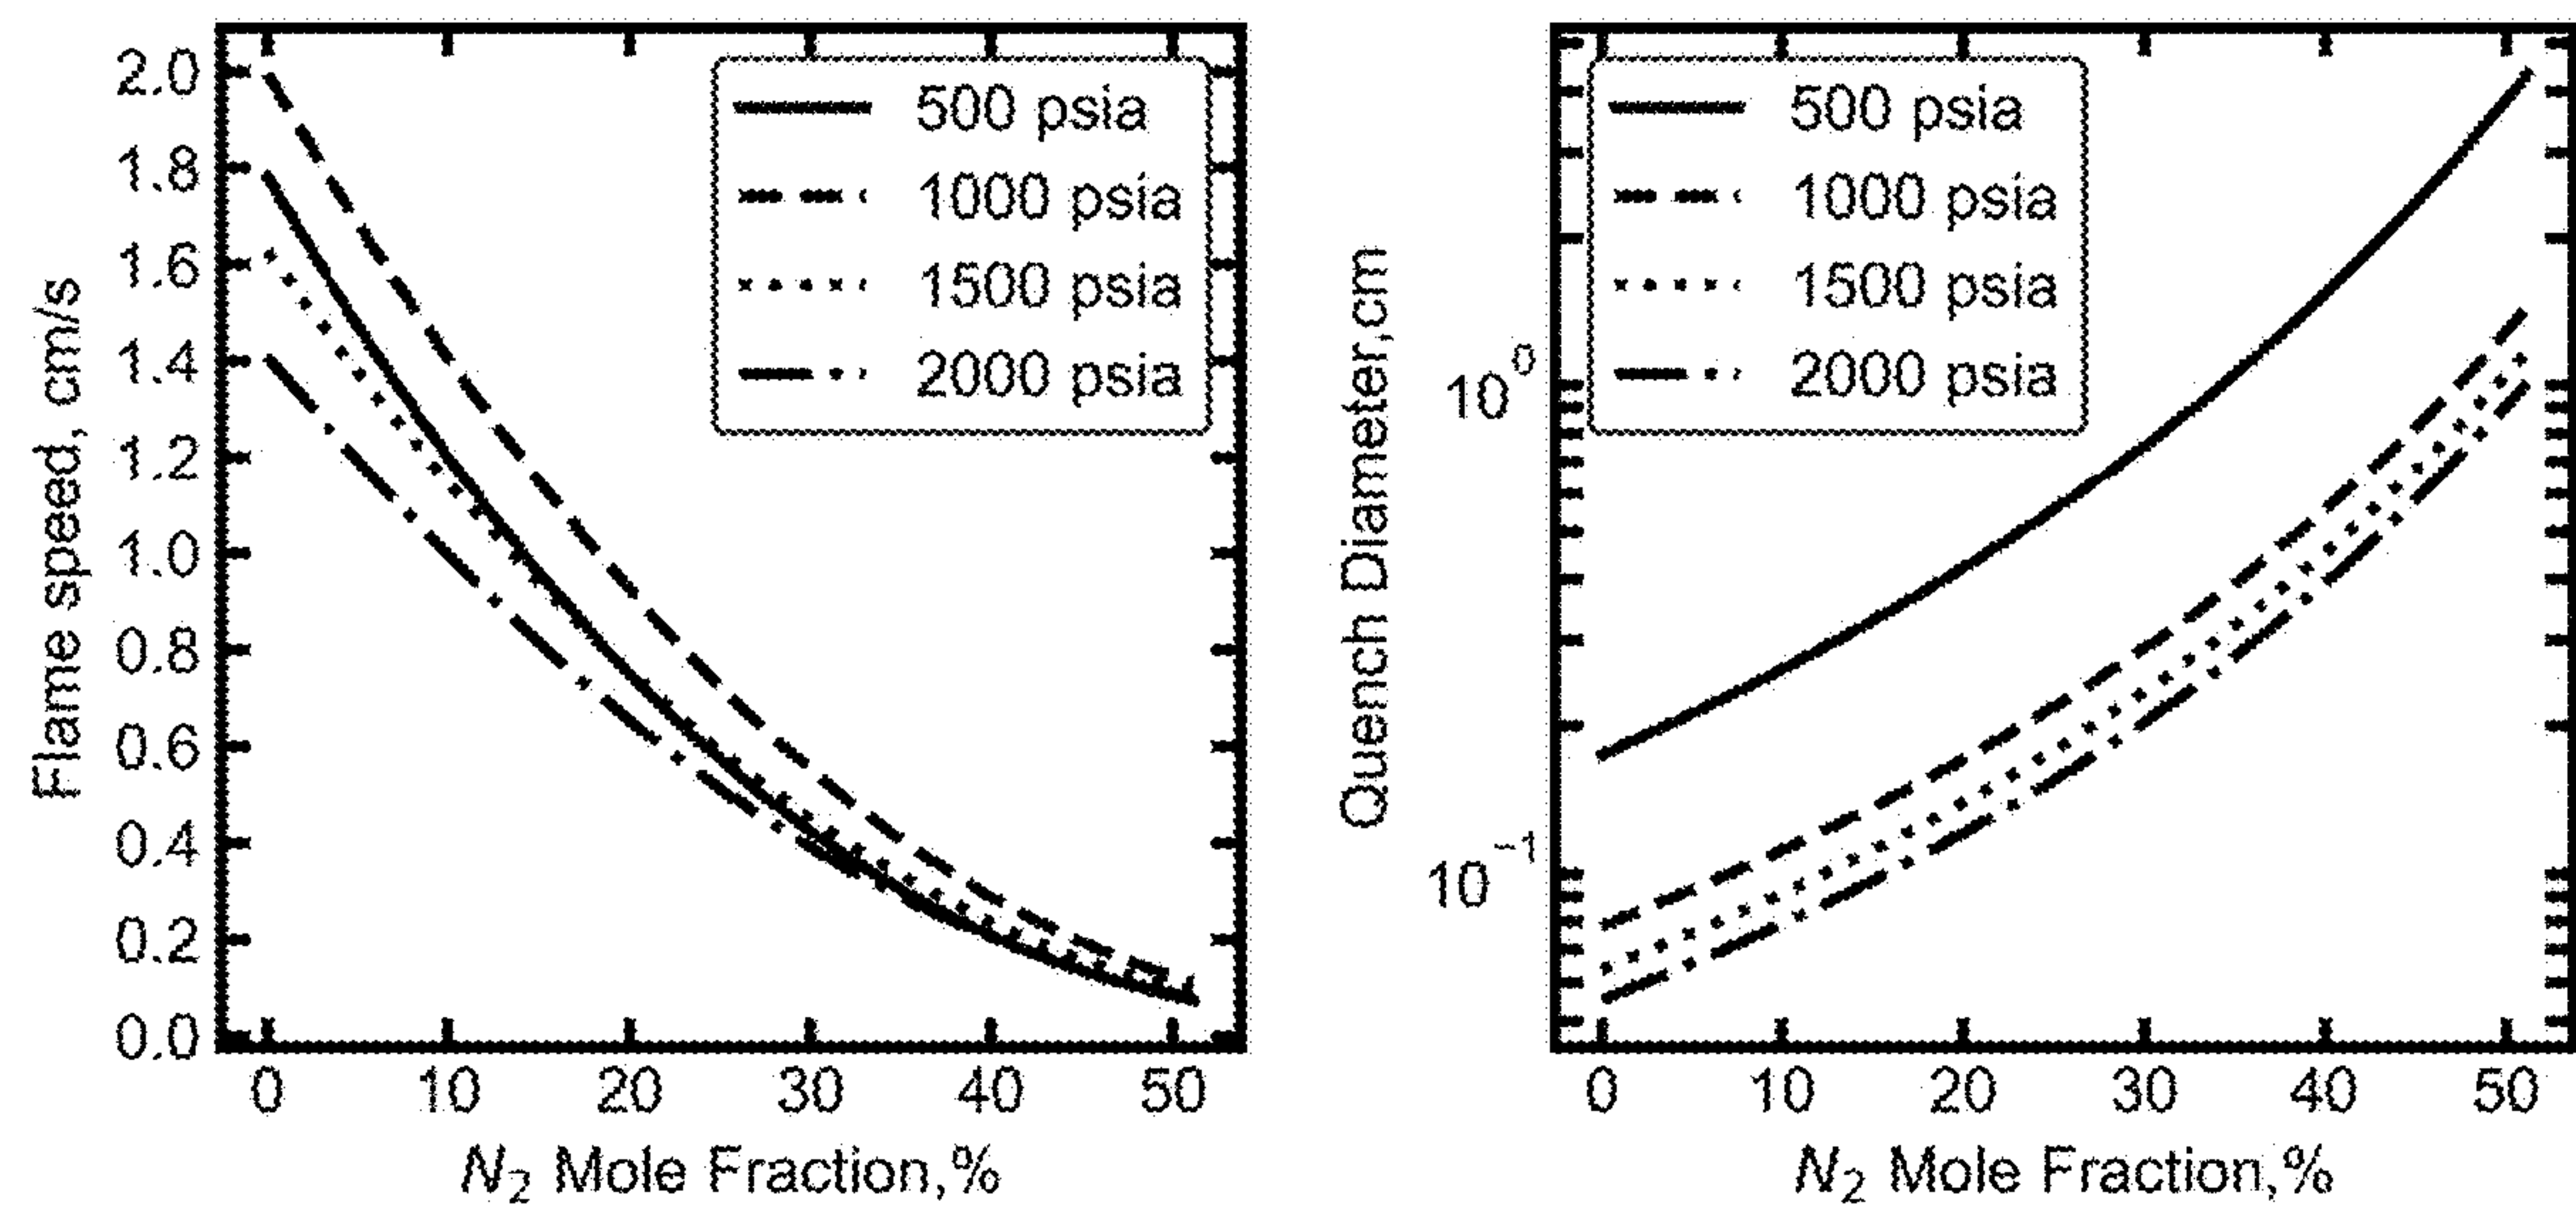 Flame speed, cm/s
2.0
1.8
1.6
1.4
1.2
1.0
0.8
0.6
0.4
0.2
0.0
500 psia
1000 psia
1500 psia
2000 psia
0 10 20 30 40 50
N₂ Mole Fraction,%
Quench Diameter,cm
10⁰
10⁻¹
500 psia
1000 psia
1500 psia
2000 psia
0 10 20 30 40 50
N₂ Mole Fraction,%